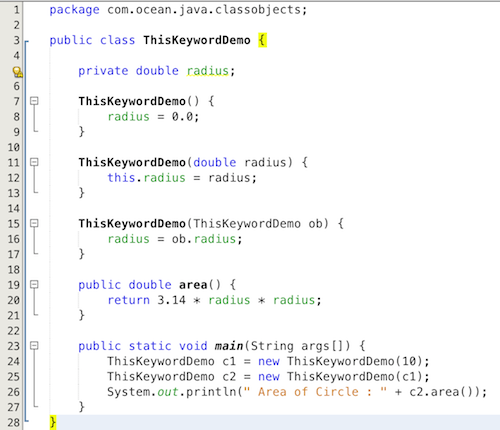 1 package com.ocean.java.classobjects;
2
3 public class ThisKeywordDemo {
4
    private double radius;
6
7     ThisKeywordDemo() {
8         radius = 0.0;
9     }
10
11     ThisKeywordDemo(double radius) {
12         this.radius = radius;
13     }
14
15     ThisKeywordDemo(ThisKeywordDemo ob) {
16         radius = ob.radius;
17     }
18
19     public double area() {
20         return 3.14 * radius * radius;
21     }
22
23     public static void main(String args[]) {
24         ThisKeywordDemo c1 = new ThisKeywordDemo(10);
25         ThisKeywordDemo c2 = new ThisKeywordDemo(c1);
26         System.out.println(" Area of Circle : " + c2.area());
27     }
28 }